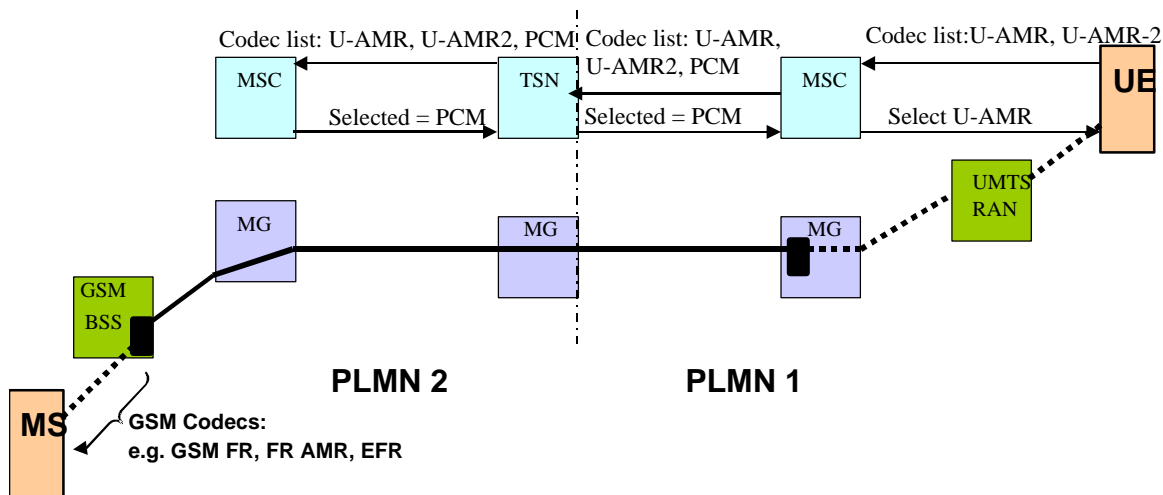 Codec list: U-AMR, U-AMR2, PCM
Codec list: U-AMR,
U-AMR2, PCM
Codec list:U-AMR, U-AMR-2
MSC
TSN
MSC
UE
Selected = PCM
Selected = PCM
Select U-AMR
UMTS
RAN
MG
MG
MG
GSM
BSS
PLMN 2
PLMN 1
MS
GSM Codecs:
e.g. GSM FR, FR AMR, EFR